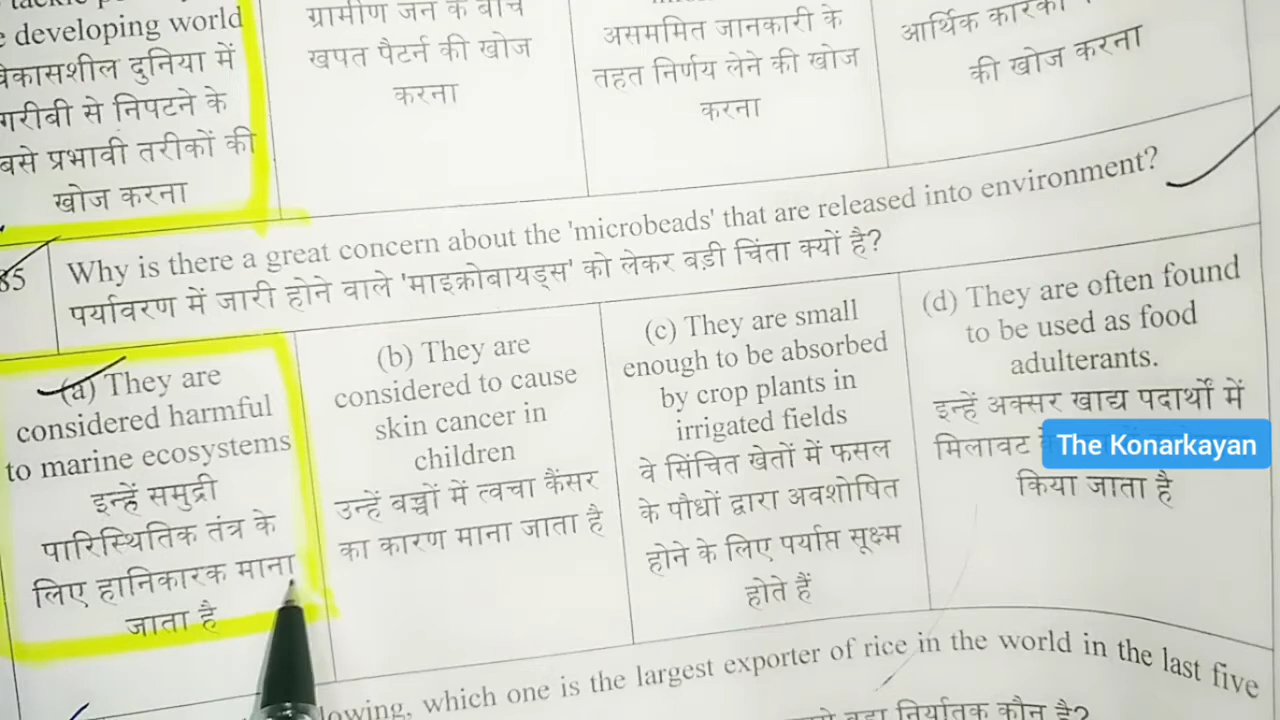 developing world
विकासशील दुनिया में
गरीबी से निपटने के
प्रभावी तरीकों की
खोज करना
ग्रामीण जन के बीच
खपत पैटर्न की खोज
करना
असममित जानकारी के
तहत निर्णय लेने की खोज
करना
आर्थिक कारकों
की खोज करना
85
Why is there a great concern about the 'microbeads' that are released into environment?
पर्यावरण में जारी होने वाले 'माइक्रोबायड्स' को लेकर बड़ी चिंता क्यों है?
(a) They are
considered harmful
to marine ecosystems
इन्हें समुद्री
पारिस्थितिक तंत्र के
लिए हानिकारक माना
जाता है
(b) They are
considered to cause
skin cancer in
children
उन्हें बच्चों में त्वचा कैंसर
का कारण माना जाता है
(c) They are small
enough to be absorbed
by crop plants in
irrigated fields
वे सिंचित खेतों में फसल
के पौधों द्वारा अवशोषित
होने के लिए पर्याप्त सूक्ष्म
होते हैं
(d) They are often found
to be used as food
adulterants.
इन्हें अक्सर खाद्य पदार्थों में
मिलावट
किया जाता है
The Konarkayan
which one is the largest exporter of rice in the world in the last five
निर्यातक कौन है?